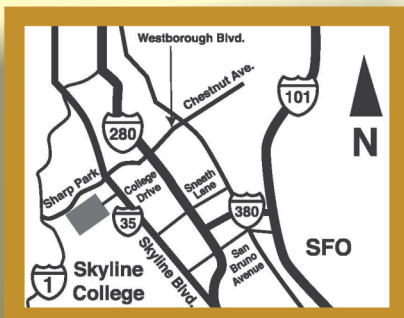 Westborough Blvd.
Chestnut Ave.
101
280
N
Sharp Park
College
Drive
Sneath
Lane
35
380
Skyline Blvd.
San
Bruno
Avenue
SFO
1
Skyline
College